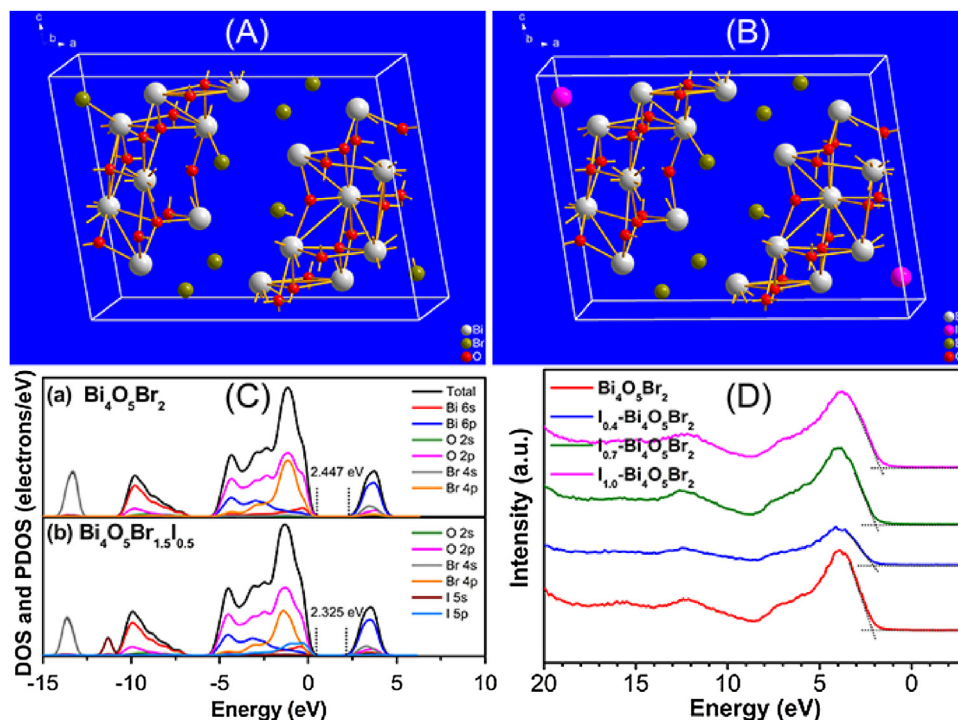 (A)
c
b
a
Bi
Br
O
(B)
c
b
a
(C)
(a) Bi₄O₅Br₂
Total
Bi 6s
Bi 6p
O 2s
O 2p
Br 4s
Br 4p
2.447 eV
(b) Bi₄O₅Br₁.₅I₀.₅
O 2s
O 2p
Br 4s
Br 4p
I 5s
I 5p
2.325 eV
DOS and PDOS (electrons/eV)
-15 -10 -5 0 5 10
Energy (eV)
(D)
Bi₄O₅Br₂
I₀.₄-Bi₄O₅Br₂
I₀.₇-Bi₄O₅Br₂
I₁.₀-Bi₄O₅Br₂
Intensity (a.u.)
20 15 10 5 0
Energy (eV)